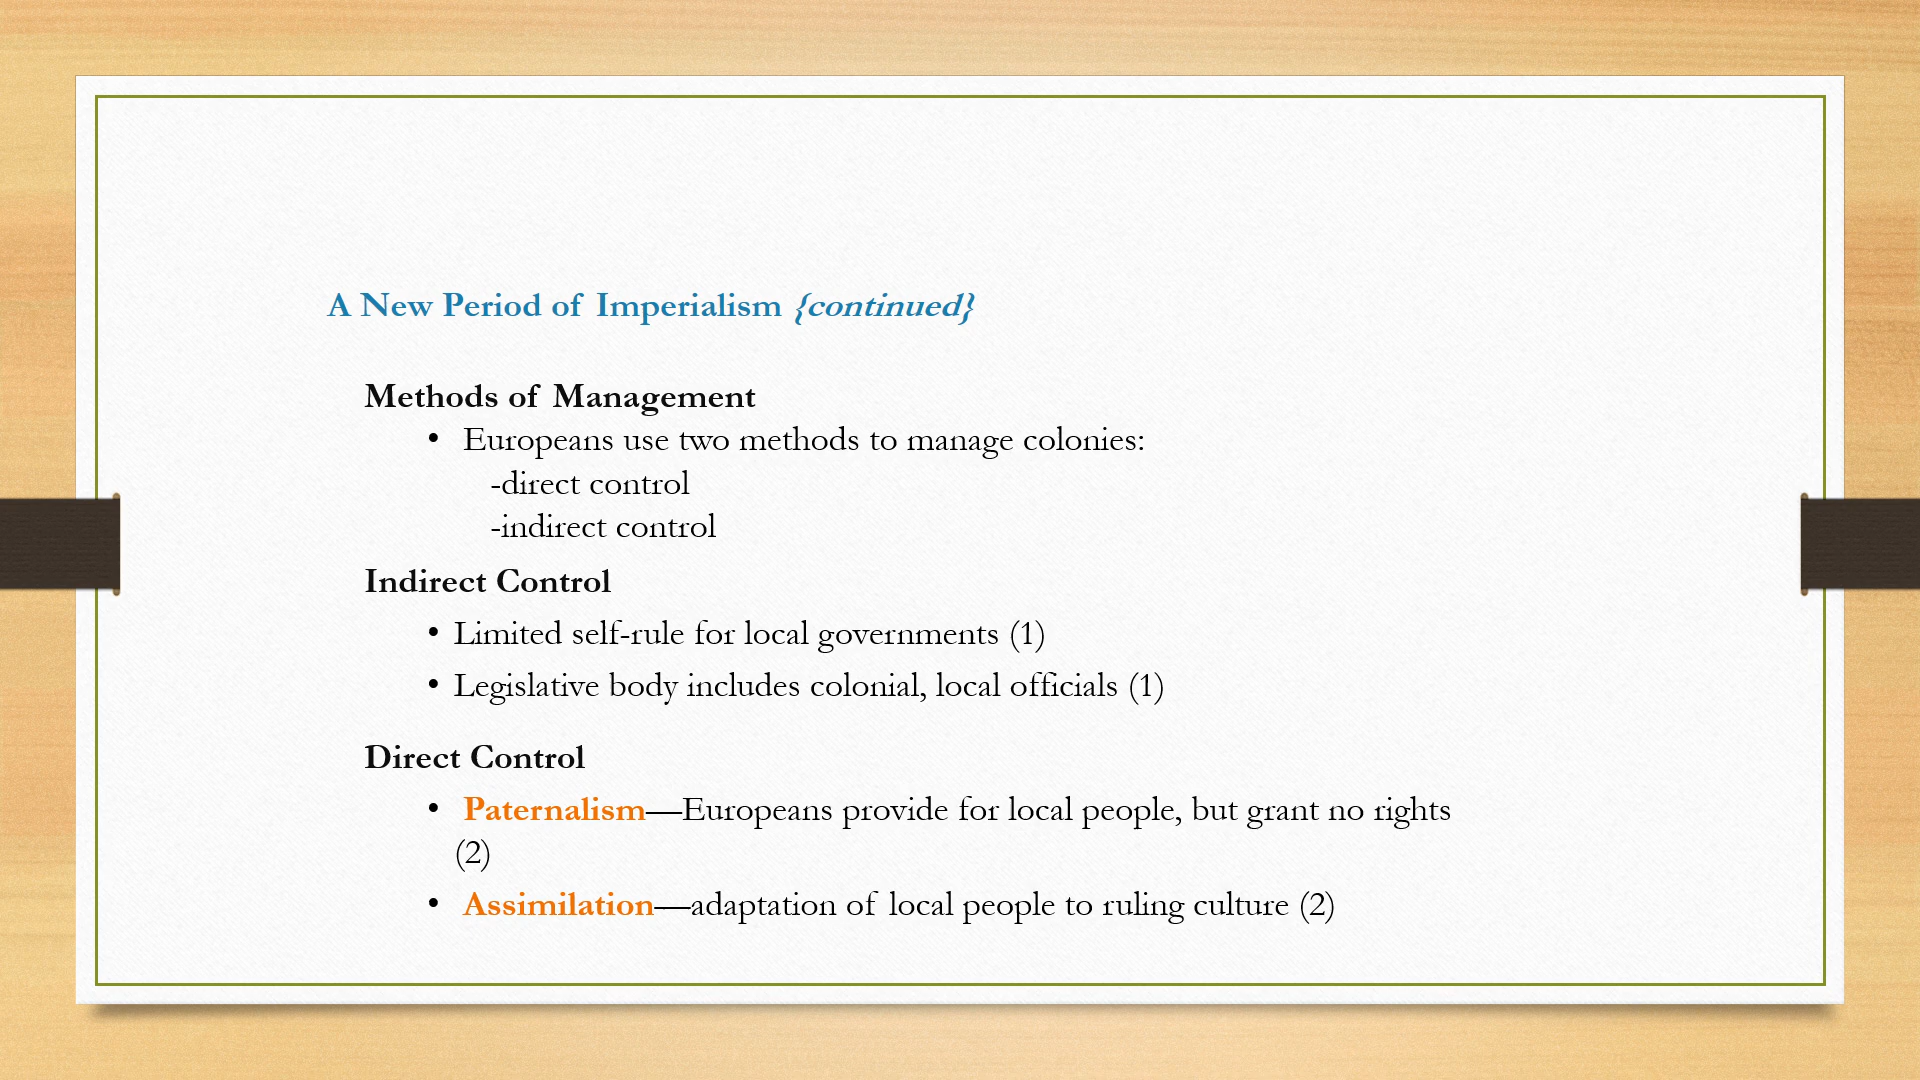 A New Period of Imperialism {continued}
Methods of Management
• Europeans use two methods to manage colonies:
-direct control
-indirect control
Indirect Control
• Limited self-rule for local governments (1)
• Legislative body includes colonial, local officials (1)
Direct Control
• Paternalism—Europeans provide for local people, but grant no rights
(2)
• Assimilation—adaptation of local people to ruling culture (2)